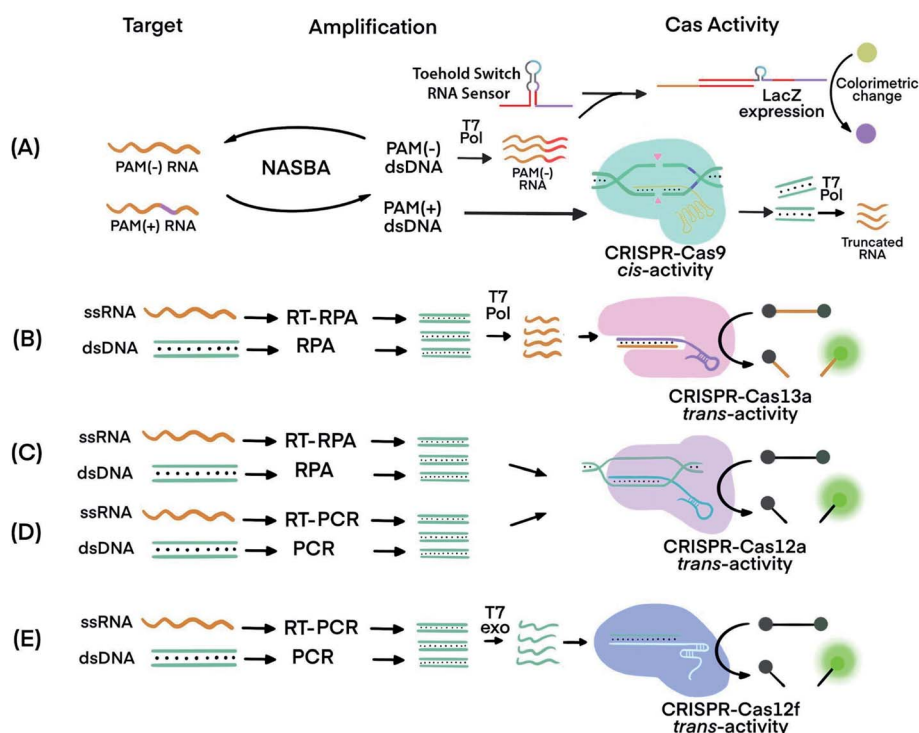 Target
Amplification
Cas Activity
(A)
PAM(-) RNA
PAM(+) RNA
NASBA
PAM(-)
dsDNA
PAM(+)
dsDNA
T7
Pol
PAM(-)
RNA
Toehold Switch
RNA Sensor
LacZ
expression
Colorimetric
change
CRISPR-Cas9
cis-activity
T7
Pol
Truncated
RNA
(B)
ssRNA
RT-RPA
dsDNA
RPA
T7
Pol
CRISPR-Cas13a
trans-activity
(C)
ssRNA
RT-RPA
dsDNA
RPA
(D)
ssRNA
RT-PCR
dsDNA
PCR
CRISPR-Cas12a
trans-activity
(E)
ssRNA
RT-PCR
dsDNA
PCR
T7
exo
CRISPR-Cas12f
trans-activity